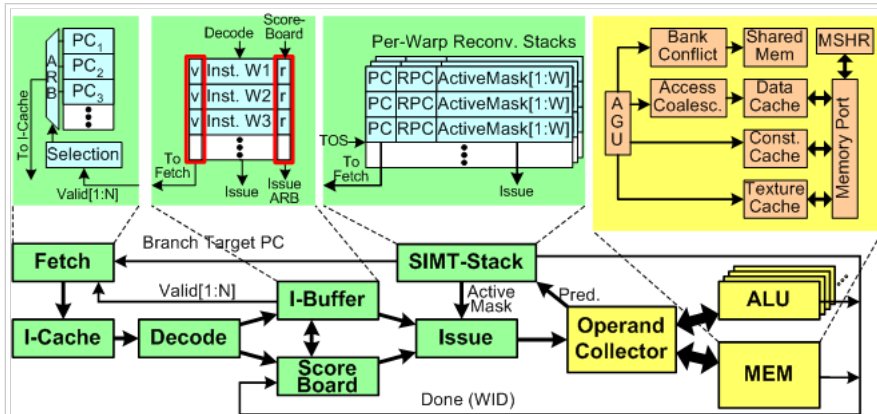 PC1
PC2
PC3
ARB
To I-Cache
Selection
Valid[1:N]
Decode
Score-
Board
v Inst. W1 r
v Inst. W2 r
v Inst. W3 r
To
Fetch
Issue
Issue
ARB
Per-Warp Reconv. Stacks
PC RPC ActiveMask[1:W]
PC RPC ActiveMask[1:W]
PC RPC ActiveMask[1:W]
TOS
To
Fetch
Issue
AGU
Bank
Conflict
Shared
Mem
MSHR
Access
Coalesc.
Data
Cache
Const.
Cache
Texture
Cache
Memory Port
Branch Target PC
Fetch
SIMT-Stack
Valid[1:N]
I-Buffer
Active
Mask
Pred.
ALU
I-Cache
Decode
Issue
Operand
Collector
Score
Board
MEM
Done (WID)